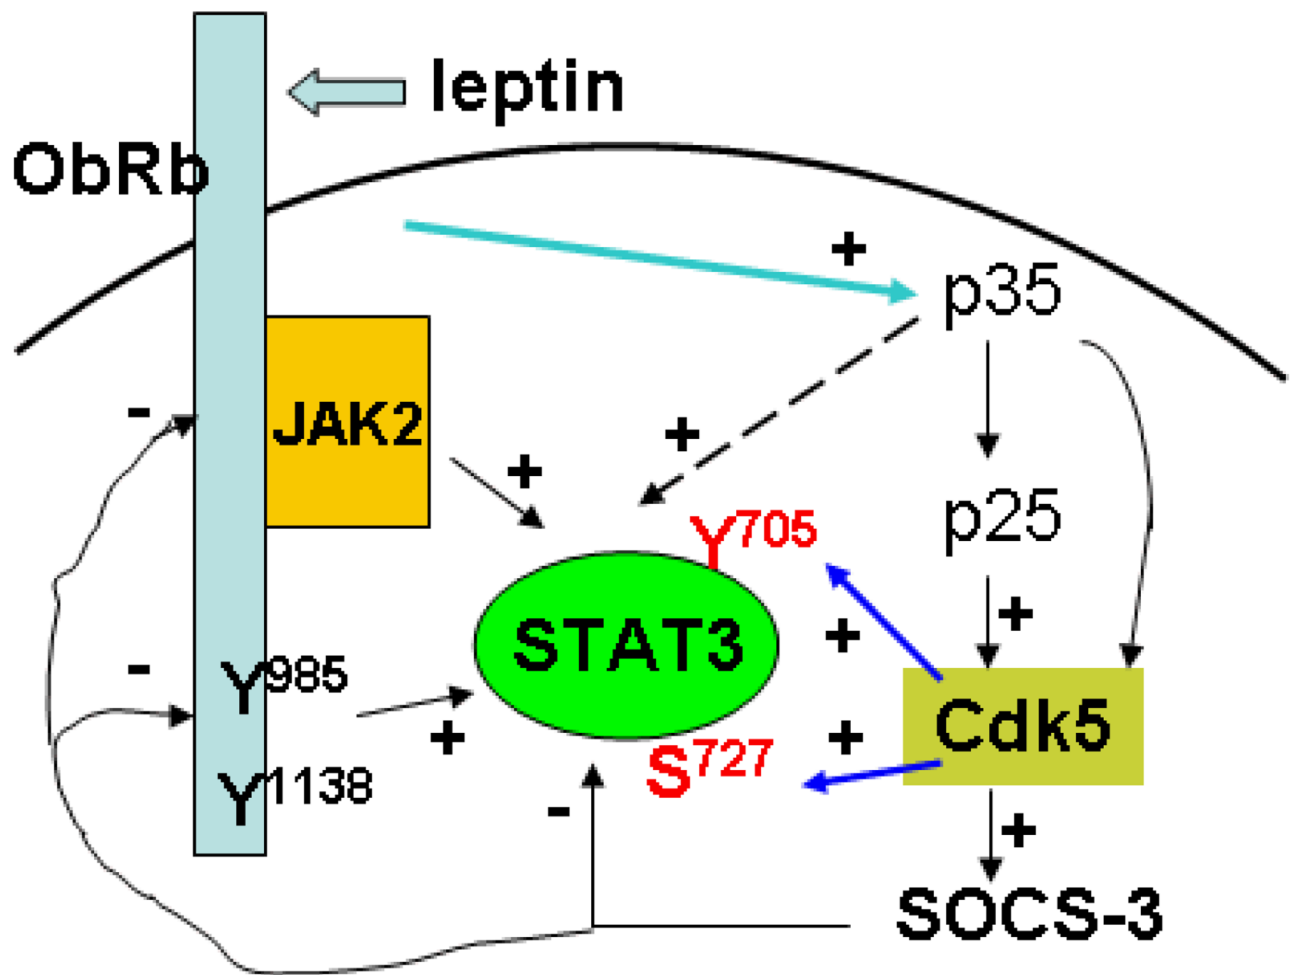 leptin
ObRb
+
p35
-
JAK2
+
+
Y705
p25
+
STAT3
+
-
Y985
+
+
Cdk5
S727
Y1138
-
+
SOCS-3